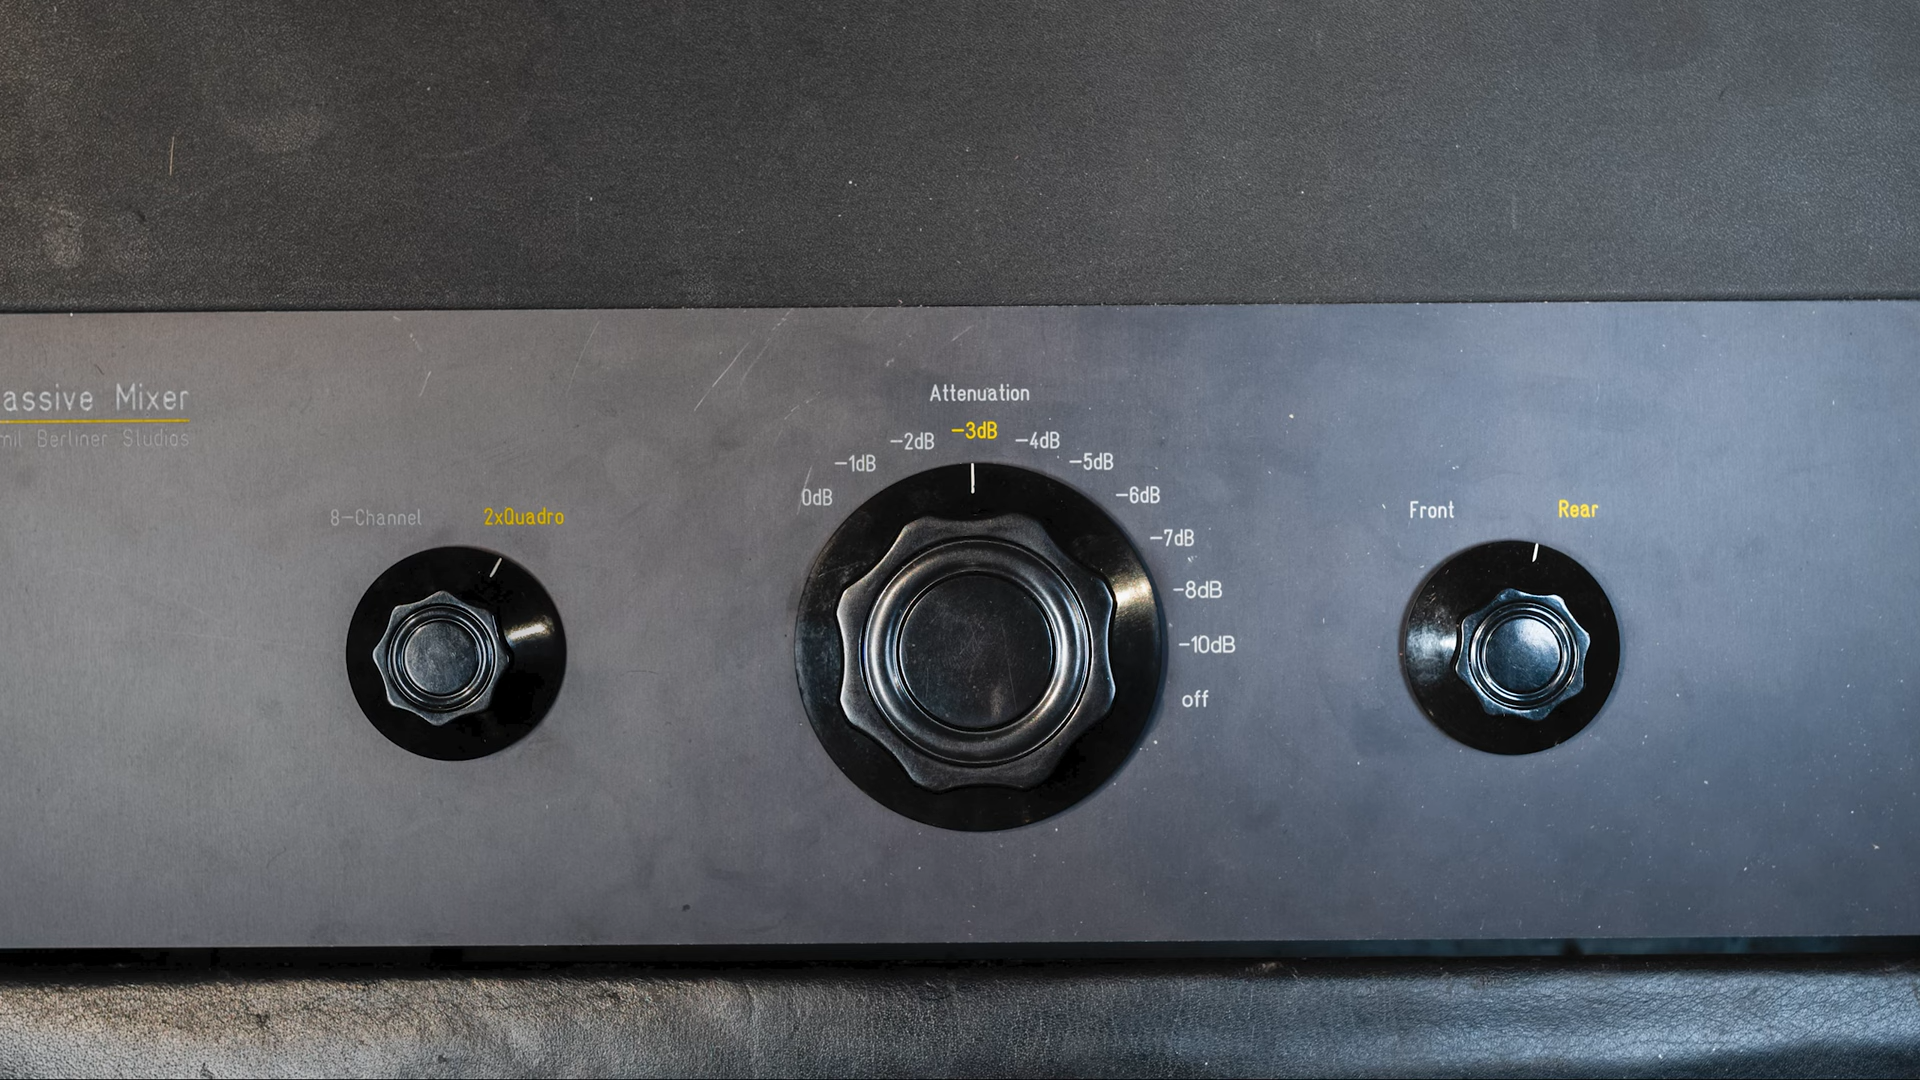 assive Mixer
mil Berliner Studios
8-Channel
2xQuadro
Attenuation
0dB
-1dB
-2dB
-3dB
-4dB
-5dB
-6dB
-7dB
-8dB
-10dB
off
Front
Rear